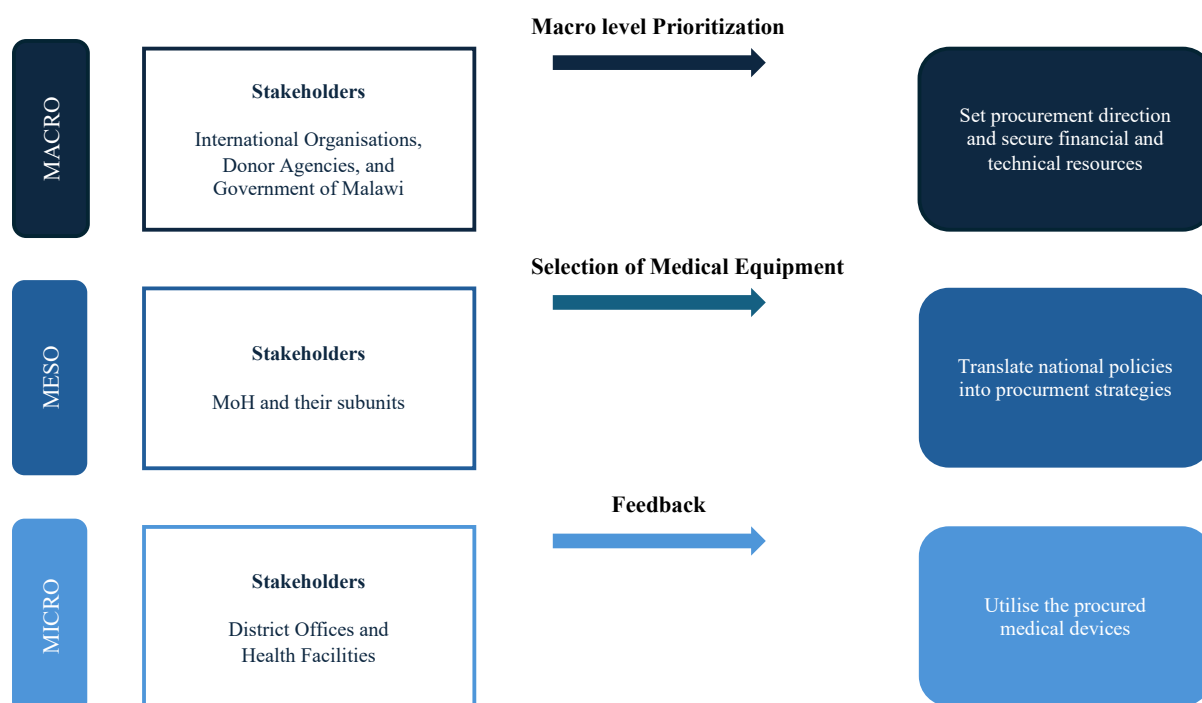 Macro level Prioritization
MACRO
Stakeholders
International Organisations,
Donor Agencies, and
Government of Malawi
Set procurement direction
and secure financial and
technical resources
Selection of Medical Equipment
MESO
Stakeholders
MoH and their subunits
Translate national policies
into procurment strategies
Feedback
MICRO
Stakeholders
District Offices and
Health Facilities
Utilise the procured
medical devices